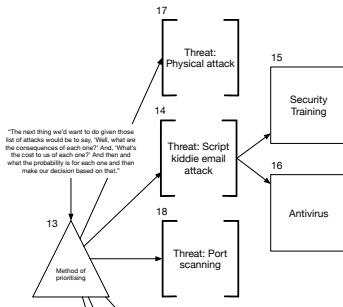 17
Threat:
Physical attack
15
Security
Training
"The next thing we'd want to do given those
list of attacks would be to say, 'Well, what are
the consequences of each one?' And, 'What's
the cost to us of each one?' And then and
what the probability is for each one and then
make our decision based on that."
14
Threat: Script
kiddie email
attack
16
Antivirus
13
Method of
prioritising
18
Threat: Port
scanning